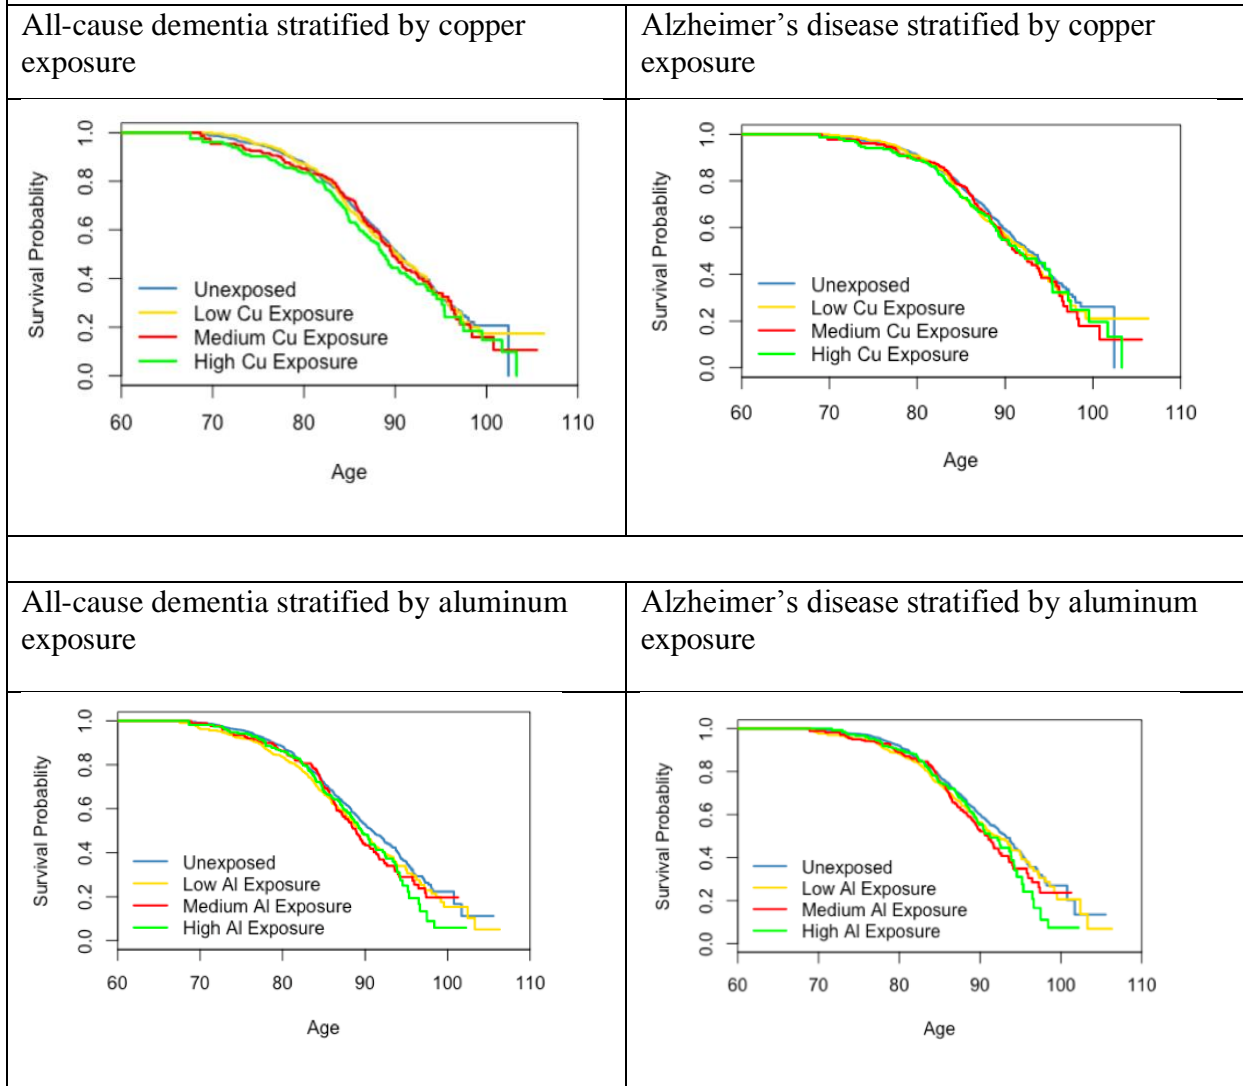 All-cause dementia stratified by copper
exposure
Alzheimer’s disease stratified by copper
exposure
Survival Probablity
1.0
0.8
0.6
0.4
0.2
0.0
Unexposed
Low Cu Exposure
Medium Cu Exposure
High Cu Exposure
60 70 80 90 100 110
Age
Survival Probablity
1.0
0.8
0.6
0.4
0.2
0.0
Unexposed
Low Cu Exposure
Medium Cu Exposure
High Cu Exposure
60 70 80 90 100 110
Age
All-cause dementia stratified by aluminum
exposure
Alzheimer’s disease stratified by aluminum
exposure
Survival Probablity
1.0
0.8
0.6
0.4
0.2
0.0
Unexposed
Low Al Exposure
Medium Al Exposure
High Al Exposure
60 70 80 90 100 110
Age
Survival Probablity
1.0
0.8
0.6
0.4
0.2
0.0
Unexposed
Low Al Exposure
Medium Al Exposure
High Al Exposure
60 70 80 90 100 110
Age